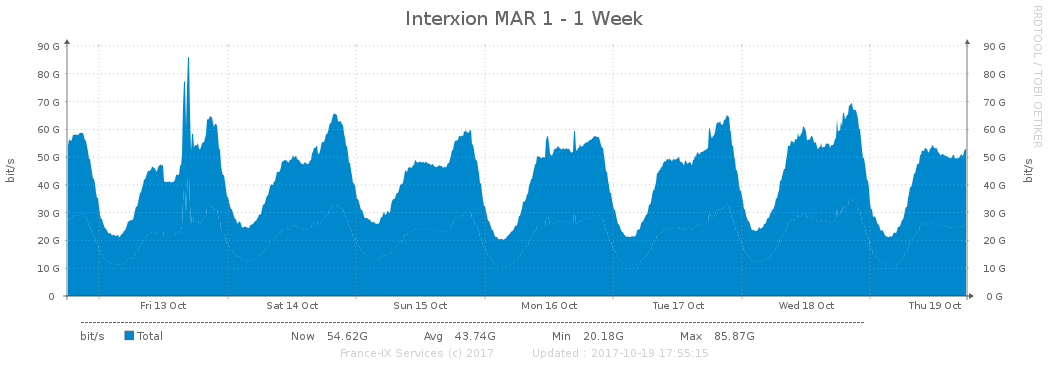 Interxion MAR 1 - 1 Week
RRDTOOL / TOBI OETIKER
90 G 90 G
80 G 80 G
70 G 70 G
60 G 60 G
50 G 50 G
40 G 40 G
30 G 30 G
20 G 20 G
10 G 10 G
0 0 G
bit/s bit/s
Fri 13 Oct Sat 14 Oct Sun 15 Oct Mon 16 Oct Tue 17 Oct Wed 18 Oct Thu 19 Oct
bit/s Total Now 54.62G Avg 43.74G Min 20.18G Max 85.87G
France-IX Services (c) 2017 Updated : 2017-10-19 17:55:15